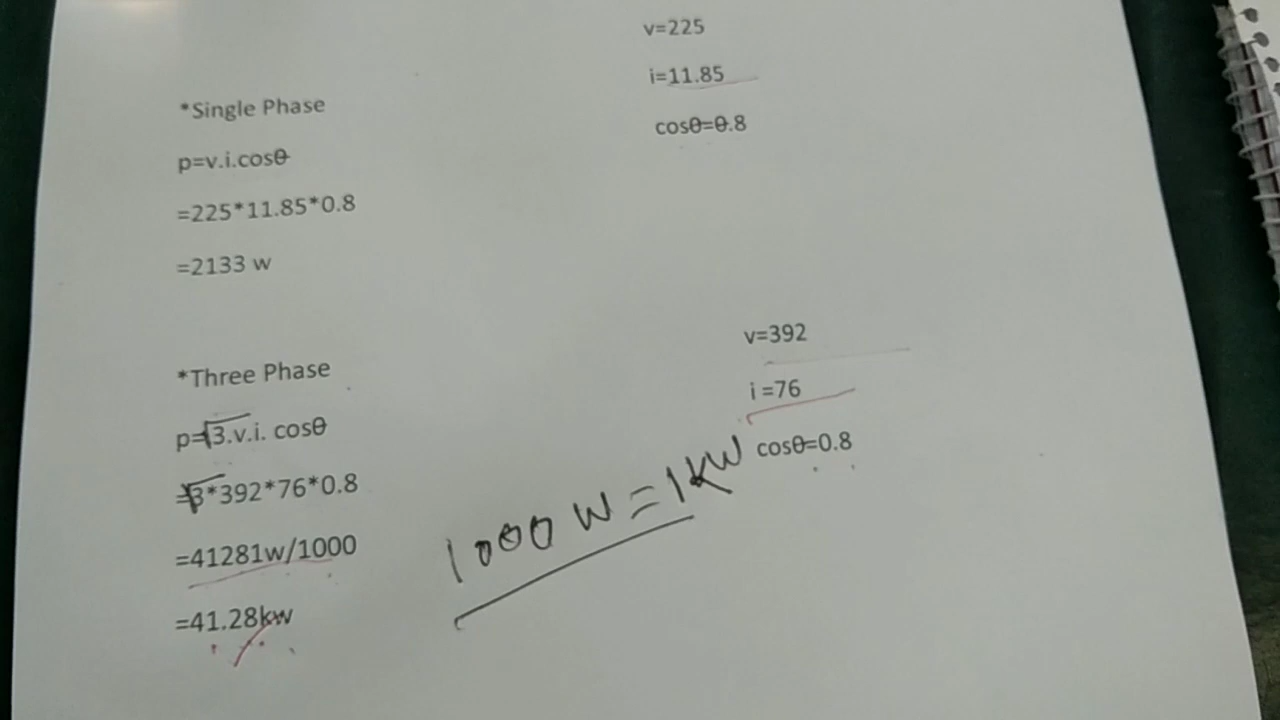 v=225
i=11.85
cosθ=0.8
*Single Phase
p=v.i.cosθ
=225*11.85*0.8
=2133 w
v=392
i =76
cosθ=0.8
*Three Phase
p=√3.v.i. cosθ
=√3*392*76*0.8
=41281w/1000
=41.28kw
1000 W = 1KW